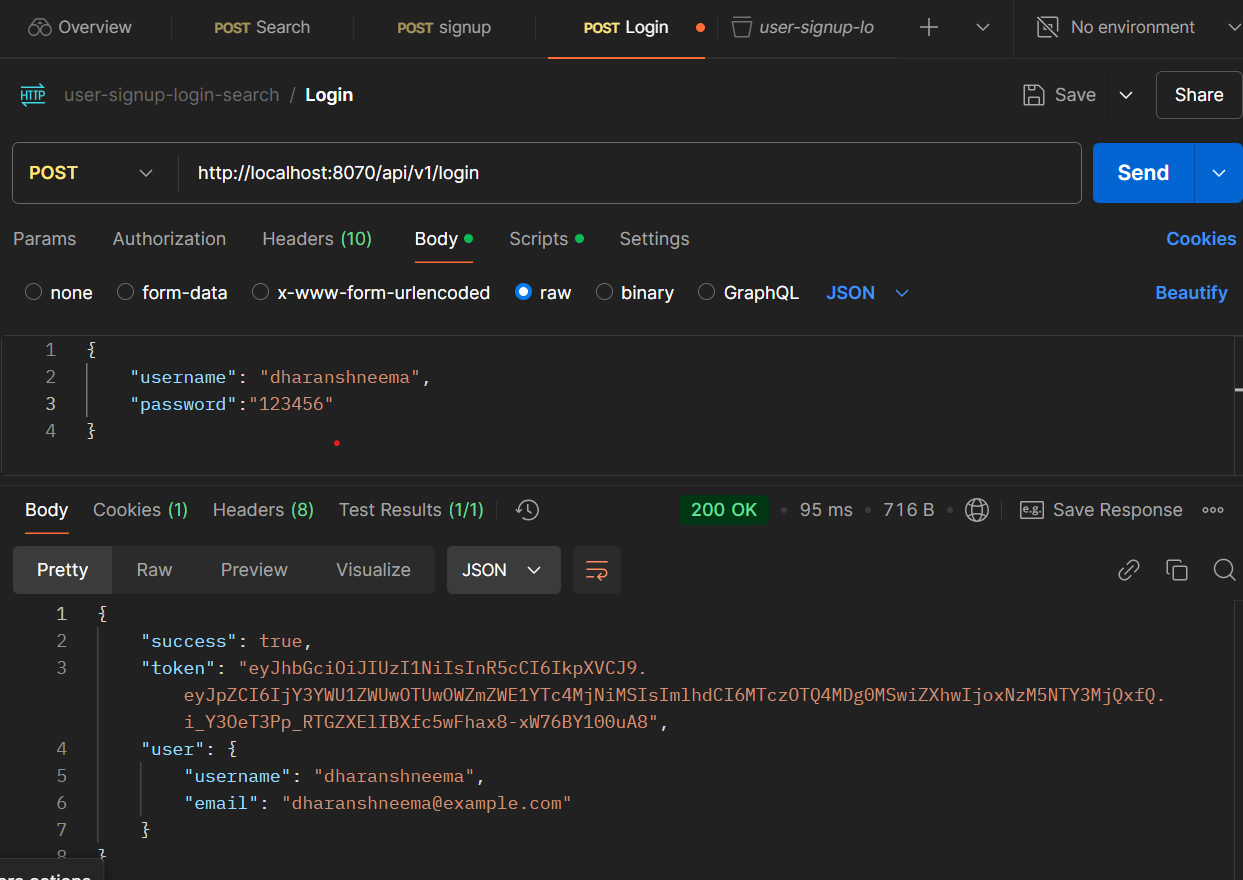 Overview POST Search POST signup POST Login user-signup-lo No environment
HTTP user-signup-login-search / Login Save Share
POST http://localhost:8070/api/v1/login Send
Params Authorization Headers (10) Body Scripts Settings Cookies
none form-data x-www-form-urlencoded raw binary GraphQL JSON Beautify
1 {
2 "username": "dharanshneema",
3 "password":"123456"
4 }
Body Cookies (1) Headers (8) Test Results (1/1) 200 OK • 95 ms • 716 B • e.g. Save Response
Pretty Raw Preview Visualize JSON
1 {
2 "success": true,
3 "token": "eyJhbGciOiJIUzI1NiIsInR5cCI6IkpXVCJ9.
eyJpZCI6IjY3YWU1ZWUwOTUwOWZmZWE1YTc4MjNiMSIsImlhdCI6MTczOTQ4MDg0MSwiZXhwIjoxNzM5NTY3MjQxfQ.
i_Y3OeT3Pp_RTGZXElIBXfc5wFhax8-xW76BY100uA8",
4 "user": {
5 "username": "dharanshneema",
6 "email": "dharanshneema@example.com"
7 }
8 }